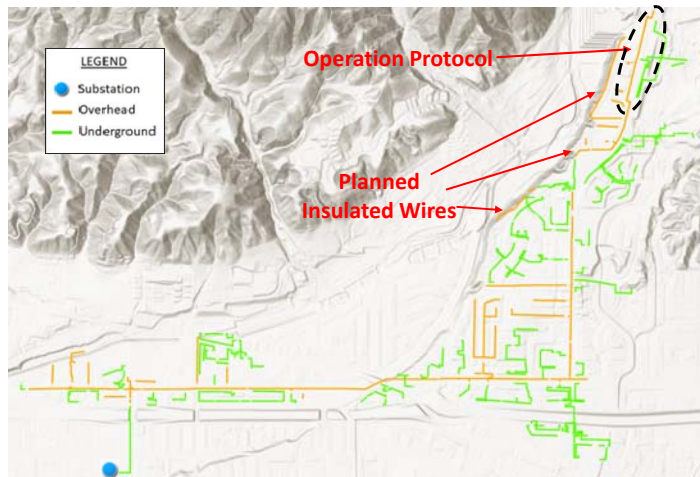 LEGEND
Substation
Overhead
Underground
Operation Protocol
Planned
Insulated Wires